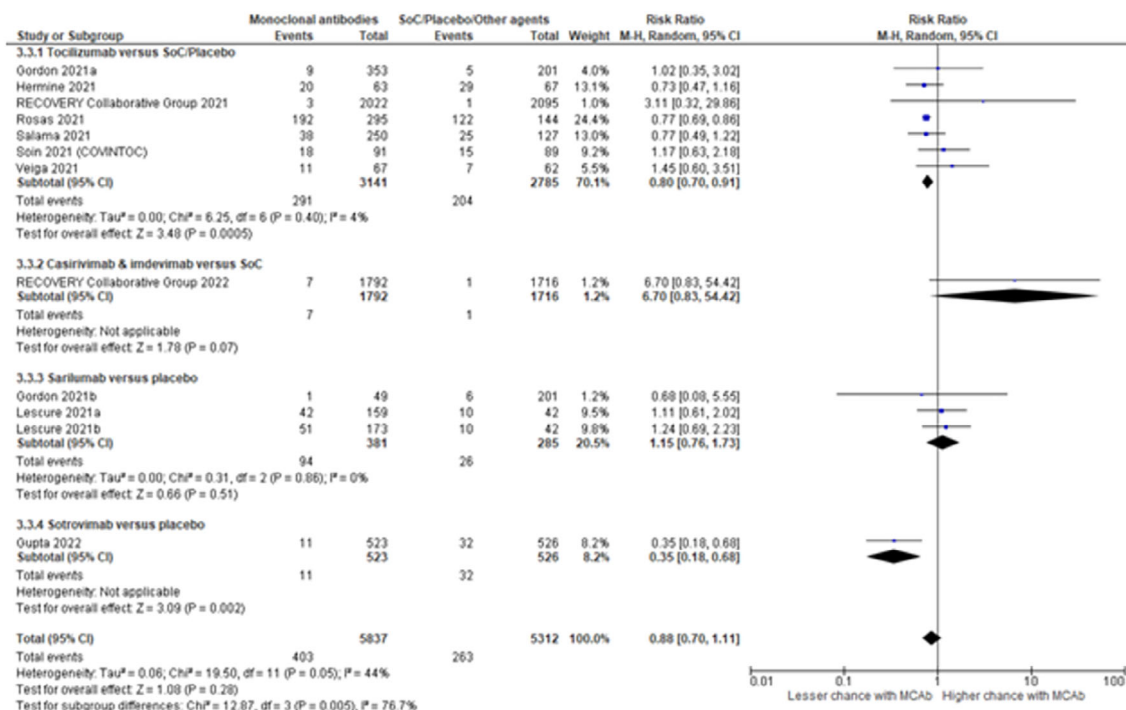 Monoclonal antibodies SoC/Placebo/Other agents Risk Ratio Risk Ratio
Study or Subgroup Events Total Events Total Weight M-H, Random, 95% CI M-H, Random, 95% CI
3.3.1 Tocilizumab versus SoC/Placebo
Gordon 2021a 9 353 5 201 4.0% 1.02 [0.35, 3.02]
Hermine 2021 20 63 29 67 13.1% 0.73 [0.47, 1.16]
RECOVERY Collaborative Group 2021 3 2022 1 2095 1.0% 3.11 [0.32, 29.86]
Rosas 2021 192 295 122 144 24.4% 0.77 [0.69, 0.86]
Salama 2021 38 250 25 127 13.0% 0.77 [0.49, 1.22]
Soin 2021 (COVINTOC) 18 91 15 89 9.2% 1.17 [0.63, 2.18]
Veiga 2021 11 67 7 62 5.5% 1.45 [0.60, 3.51]
Subtotal (95% CI) 3141 2785 70.1% 0.80 [0.70, 0.91]
Total events 291 204
Heterogeneity: Tau² = 0.00; Chi² = 6.25, df = 6 (P = 0.40); I² = 4%
Test for overall effect: Z = 3.48 (P = 0.0005)
3.3.2 Casirivimab & imdevimab versus SoC
RECOVERY Collaborative Group 2022 7 1792 1 1716 1.2% 6.70 [0.83, 54.42]
Subtotal (95% CI) 1792 1716 1.2% 6.70 [0.83, 54.42]
Total events 7 1
Heterogeneity: Not applicable
Test for overall effect: Z = 1.78 (P = 0.07)
3.3.3 Sarilumab versus placebo
Gordon 2021b 1 49 6 201 1.2% 0.68 [0.08, 5.55]
Lescure 2021a 42 159 10 42 9.5% 1.11 [0.61, 2.02]
Lescure 2021b 51 173 10 42 9.8% 1.24 [0.69, 2.23]
Subtotal (95% CI) 381 285 20.5% 1.15 [0.76, 1.73]
Total events 94 26
Heterogeneity: Tau² = 0.00; Chi² = 0.31, df = 2 (P = 0.86); I² = 0%
Test for overall effect: Z = 0.66 (P = 0.51)
3.3.4 Sotrovimab versus placebo
Gupta 2022 11 523 32 526 8.2% 0.35 [0.18, 0.68]
Subtotal (95% CI) 523 526 8.2% 0.35 [0.18, 0.68]
Total events 11 32
Heterogeneity: Not applicable
Test for overall effect: Z = 3.09 (P = 0.002)
Total (95% CI) 5837 5312 100.0% 0.88 [0.70, 1.11]
Total events 403 263
Heterogeneity: Tau² = 0.06; Chi² = 19.50, df = 11 (P = 0.05); I² = 44%
Test for overall effect: Z = 1.08 (P = 0.28)
Test for subgroup differences: Chi² = 12.87, df = 3 (P = 0.005), I² = 76.7%
0.01 0.1 1 10 100
Lesser chance with MCAb Higher chance with MCAb